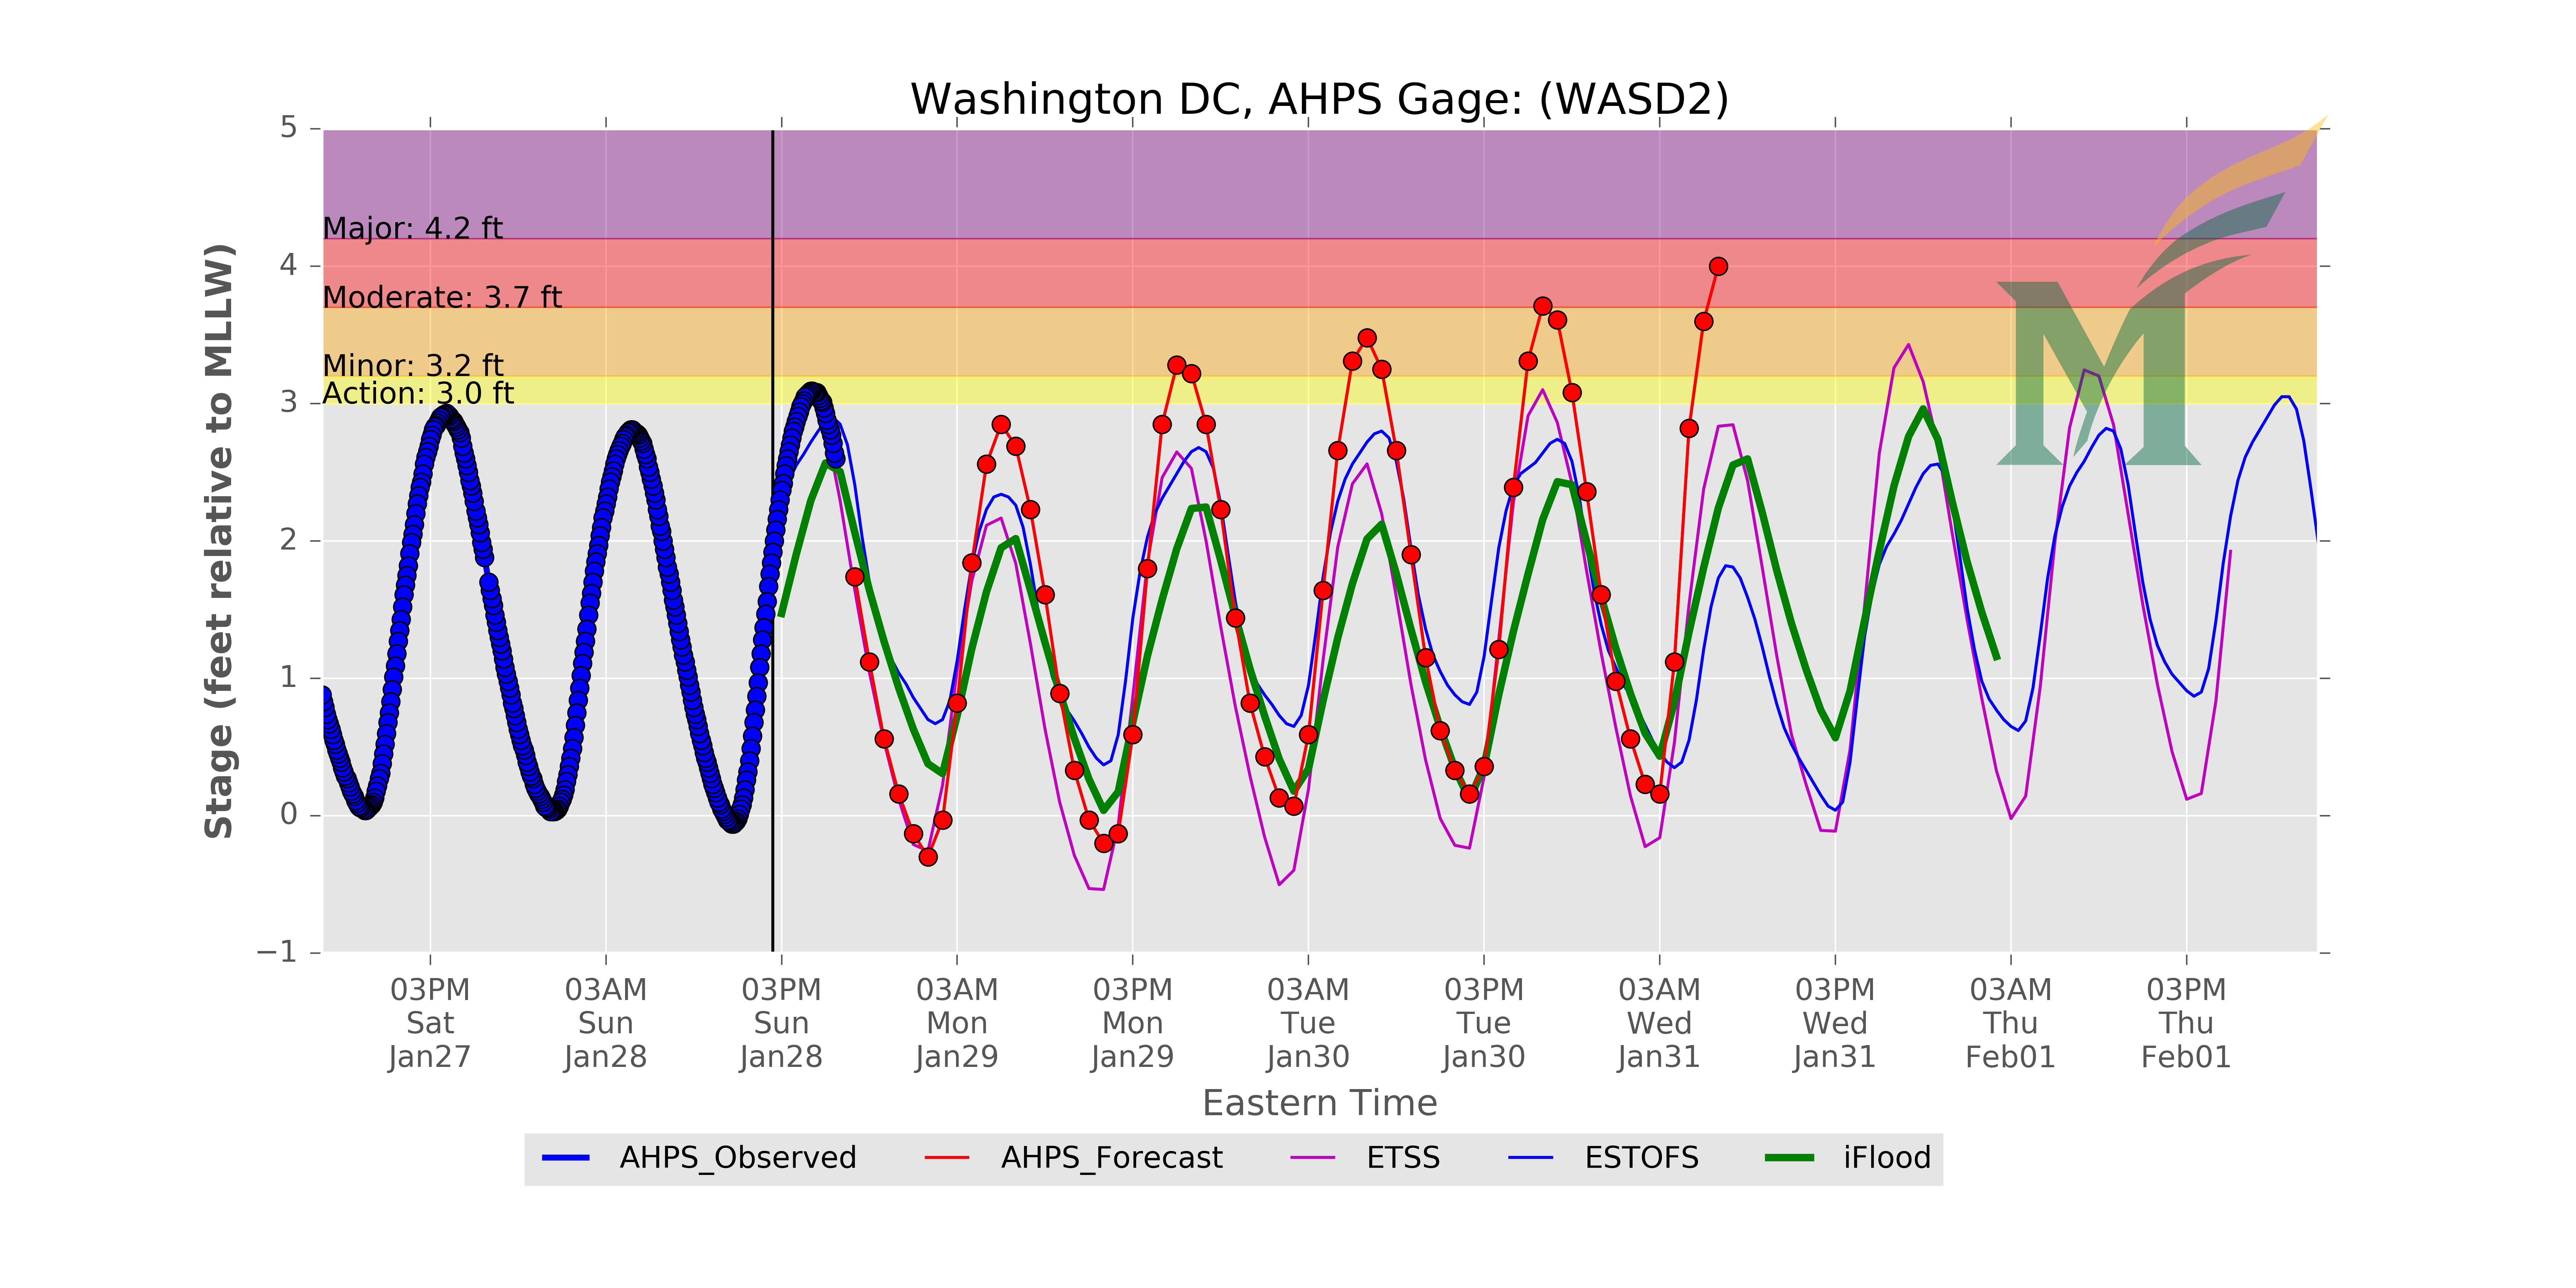 Washington DC, AHPS Gage: (WASD2)
Stage (feet relative to MLLW)
5
4
3
2
1
0
−1
Major: 4.2 ft
Moderate: 3.7 ft
Minor: 3.2 ft
Action: 3.0 ft
M
03PM 03AM 03PM 03AM 03PM 03AM 03PM 03AM 03PM 03AM 03PM
Sat Sun Sun Mon Mon Tue Tue Wed Wed Thu Thu
Jan27 Jan28 Jan28 Jan29 Jan29 Jan30 Jan30 Jan31 Jan31 Feb01 Feb01
Eastern Time
AHPS_Observed AHPS_Forecast ETSS ESTOFS iFlood